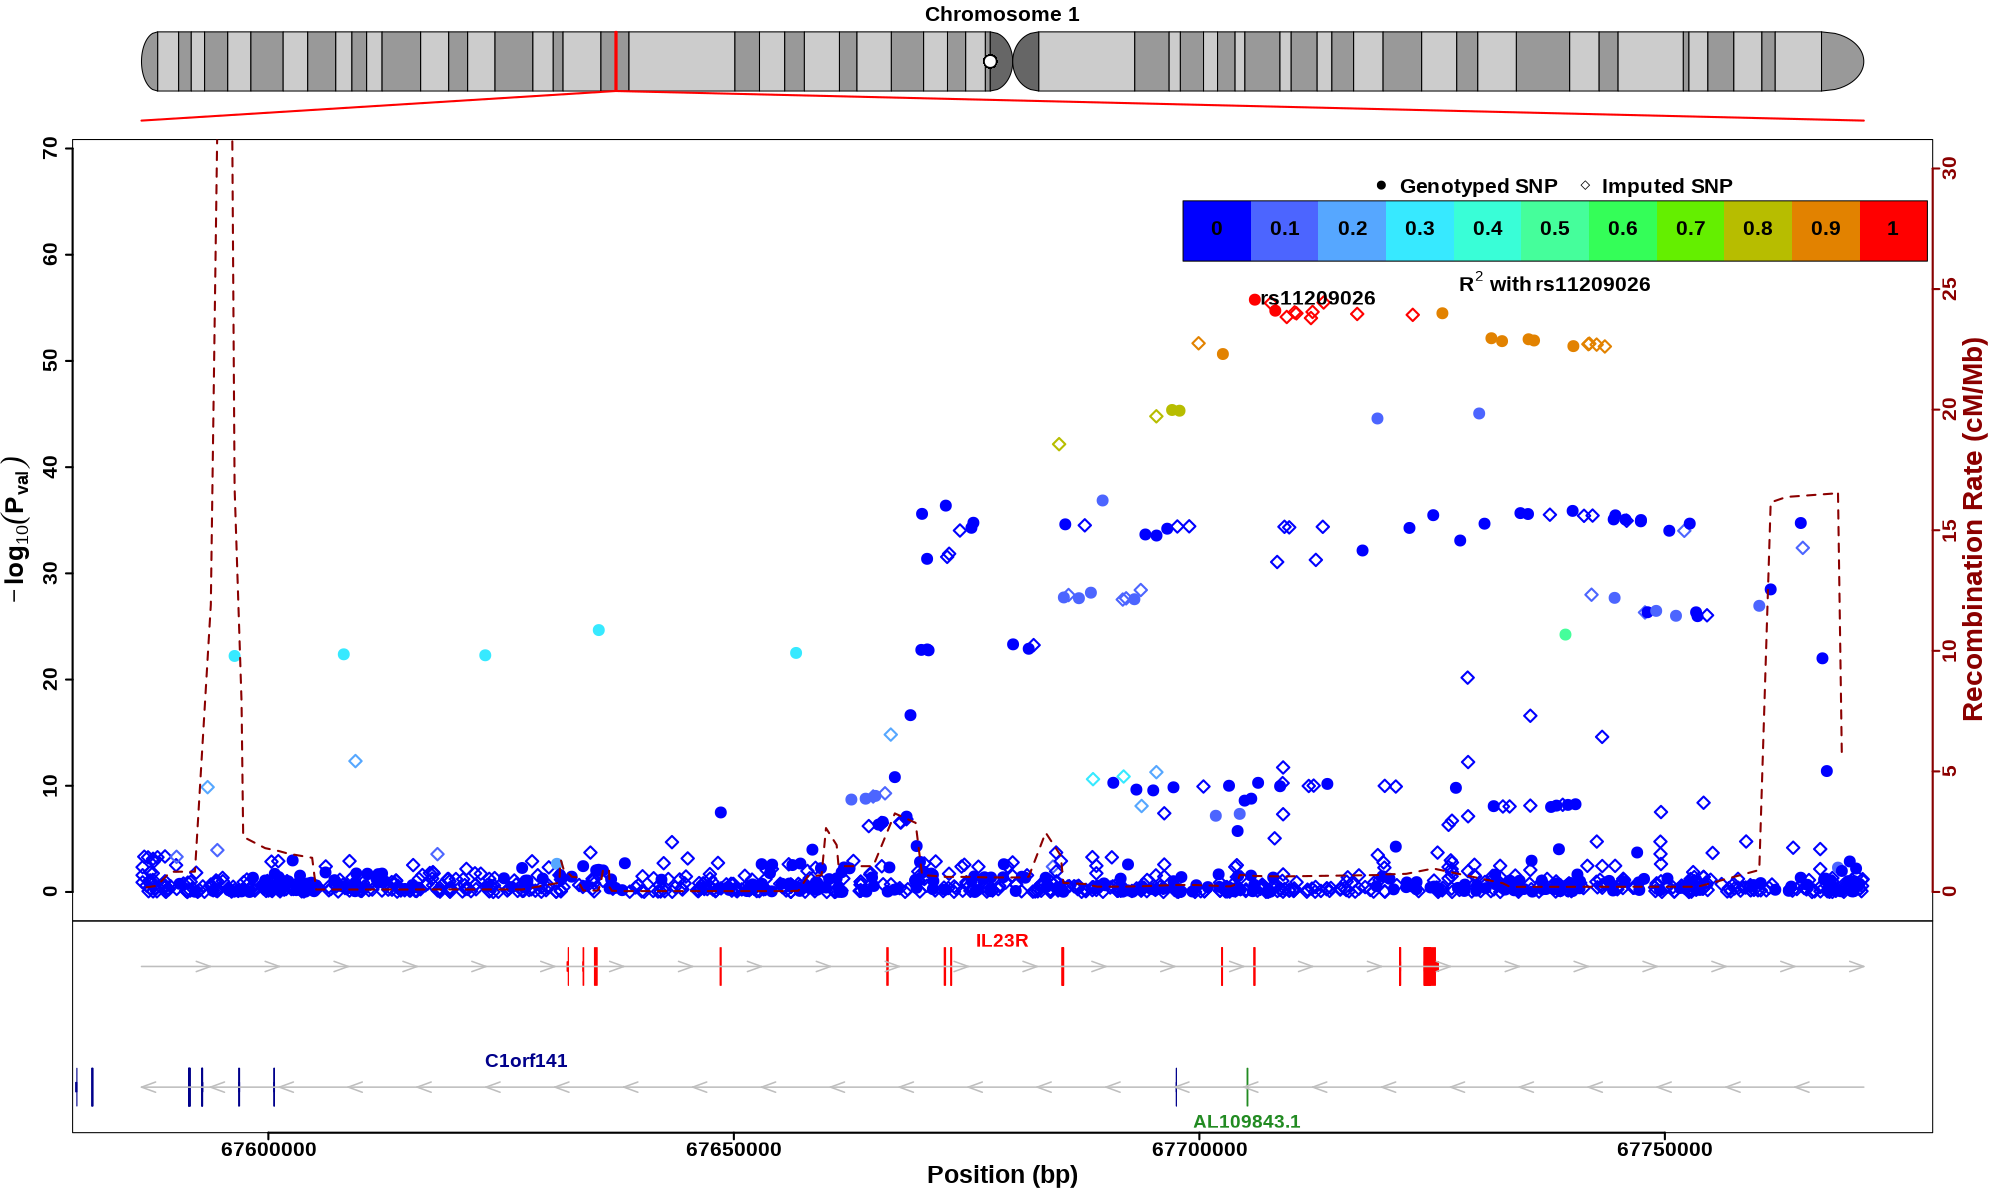 Chromosome 1
70
60
50
40
30
20
10
0
−log10(Pval)
Genotyped SNP
Imputed SNP
0 0.1 0.2 0.3 0.4 0.5 0.6 0.7 0.8 0.9 1
R2 with rs11209026
rs11209026
30
25
20
15
10
5
0
Recombination Rate (cM/Mb)
IL23R
C1orf141
AL109843.1
67600000 67650000 67700000 67750000
Position (bp)